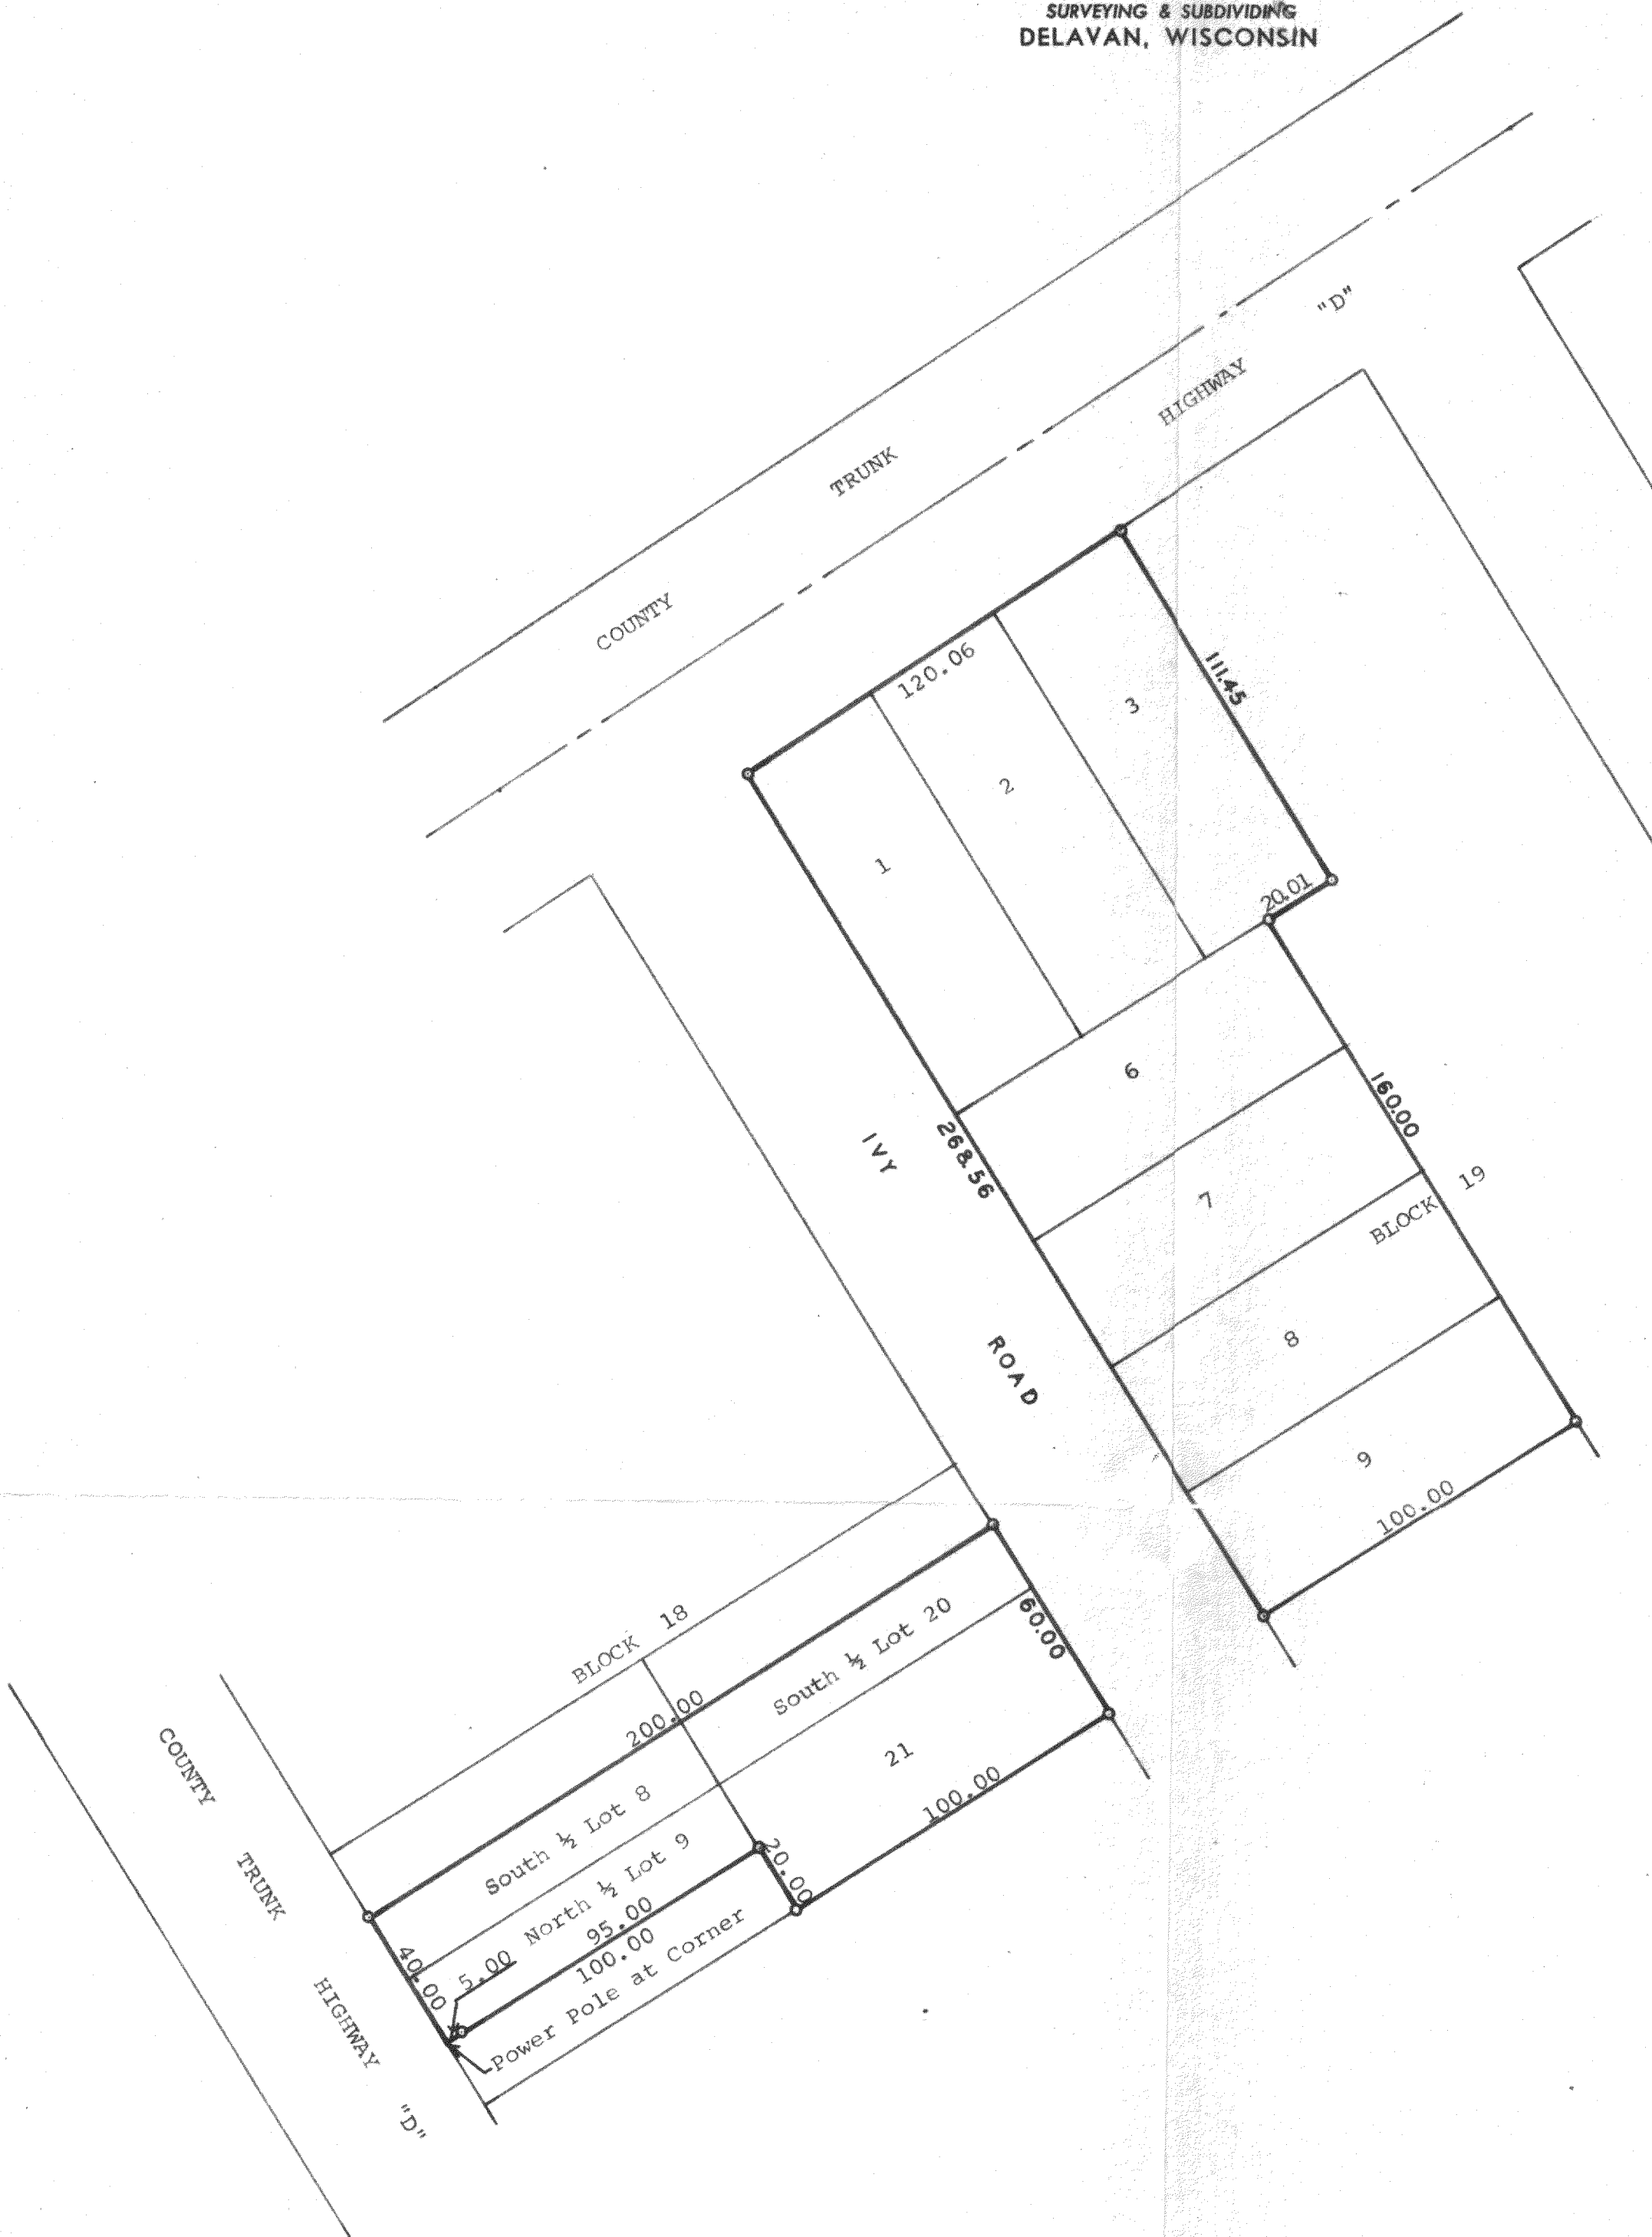 SURVEYING & SUBDIVIDING
DELAVAN, WISCONSIN
COUNTY TRUNK HIGHWAY "D"
120.06
111.45
1
2
3
20.01
6
7
8
9
160.00
BLOCK 19
268.56
100.00
IVY ROAD
BLOCK 18
200.00
South ½ Lot 20
60.00
21
100.00
South ½ Lot 8
North ½ Lot 9
20.00
95.00
100.00
5.00
40.00
Power Pole at Corner
COUNTY TRUNK HIGHWAY "D"